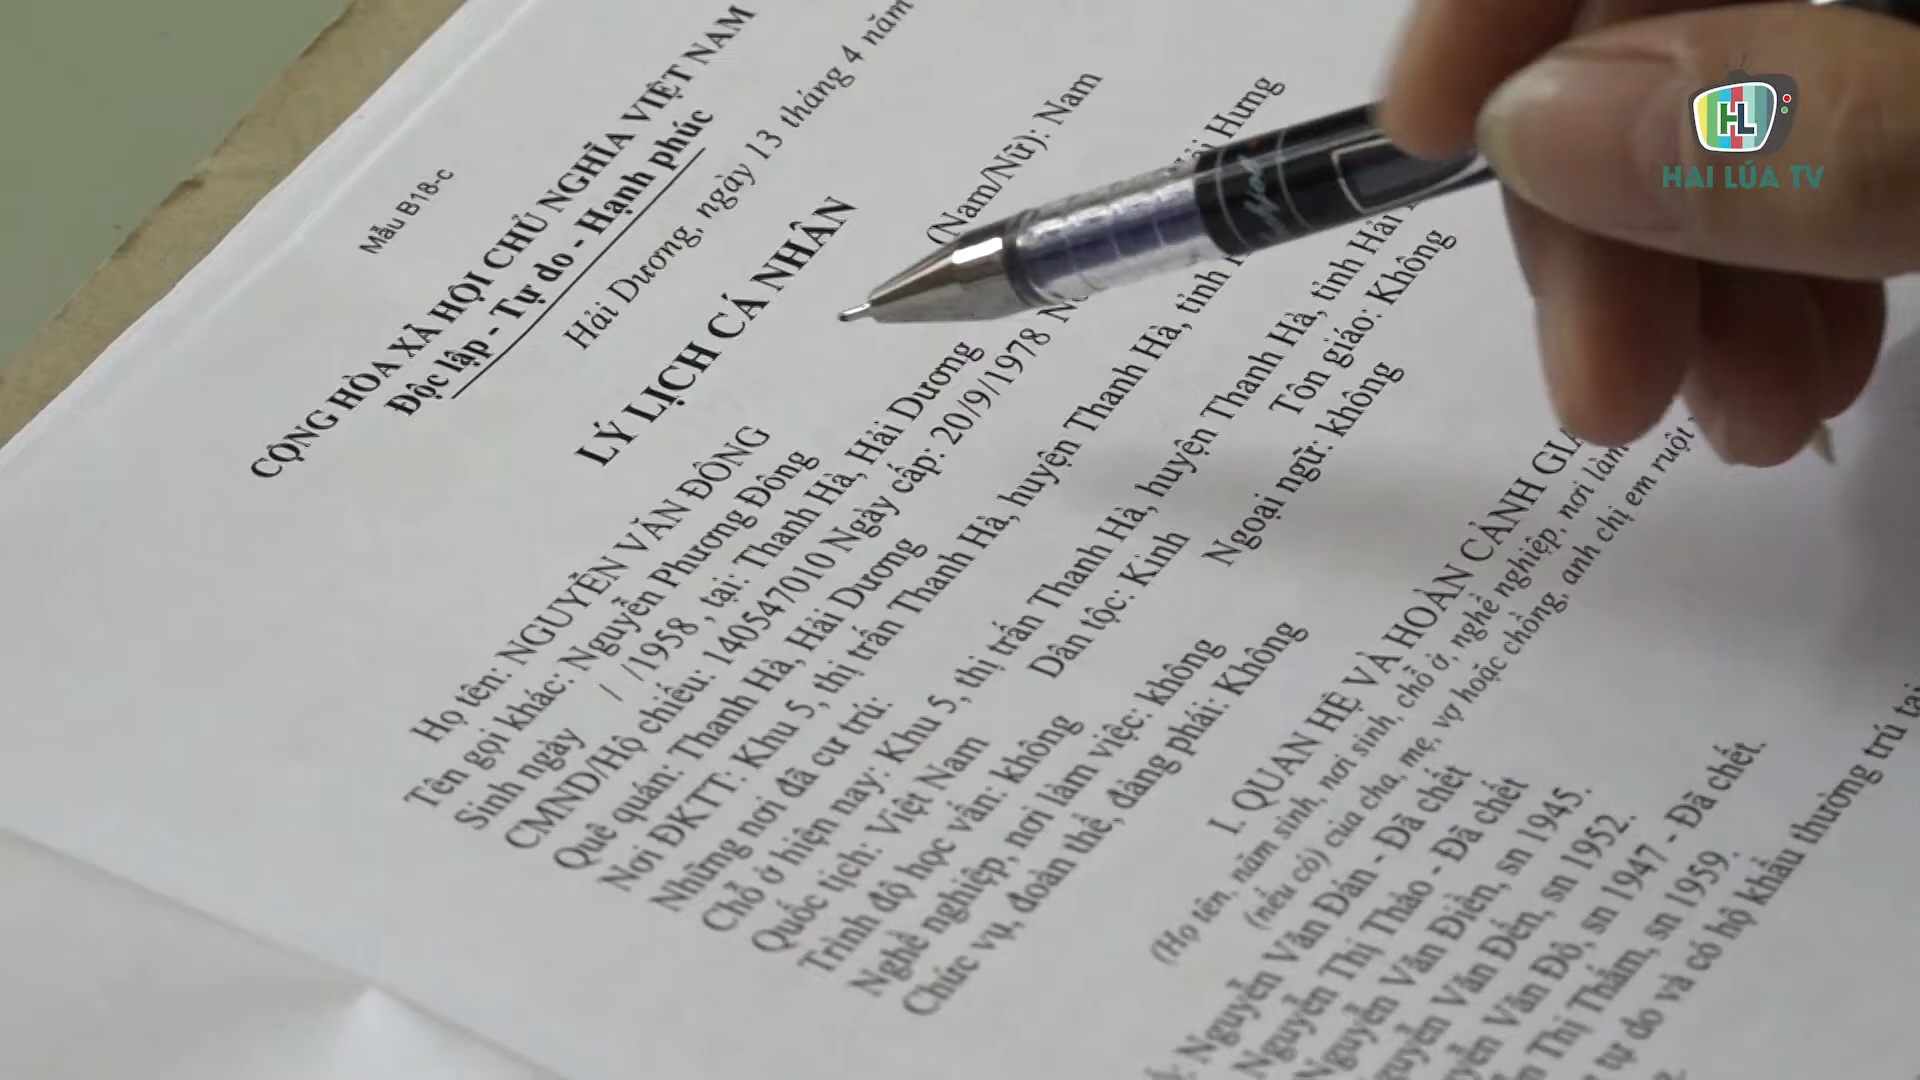 Mẫu B18-c
CỘNG HÒA XÃ HỘI CHỦ NGHĨA VIỆT NAM
Độc lập - Tự do - Hạnh phúc
Hải Dương, ngày 13 tháng 4 năm
LÝ LỊCH CÁ NHÂN
Họ tên: NGUYỄN VĂN ĐÔNG (Nam/Nữ): Nam
Tên gọi khác: Nguyễn Phương Đông
Sinh ngày / /1958 , tại: Thanh Hà, Hải Dương
CMND/Hộ chiếu: 140547010 Ngày cấp: 20/9/1978 Hưng
Quê quán: Thanh Hà, Hải Dương
Nơi ĐKTT: Khu 5, thị trấn Thanh Hà, huyện Thanh Hà, tỉnh
Những nơi đã cư trú:
Chỗ ở hiện nay: Khu 5, thị trấn Thanh Hà, huyện Thanh Hà, tỉnh Hải
Quốc tịch: Việt Nam Dân tộc: Kinh Tôn giáo: Không
Trình độ học vấn: không Ngoại ngữ: không
Nghề nghiệp, nơi làm việc: không
Chức vụ, đoàn thể, đảng phái: Không
I. QUAN HỆ VÀ HOÀN CẢNH
(Họ tên, năm sinh, nơi sinh, chỗ ở, nghề nghiệp, nơi làm
(nếu có) của cha, mẹ, vợ hoặc chồng, anh chị em ruột
Nguyễn Văn Đán - Đã chết
Nguyễn Thị Thảo - Đã chết
Nguyễn Văn Điền, sn 1945.
Văn Đền, sn 1952.
Văn Đô, sn 1947 - Đã chết.
Thị Thắm, sn 1959.
tự do và có hộ khẩu thường trú tại
HL
HAI LÚA TV